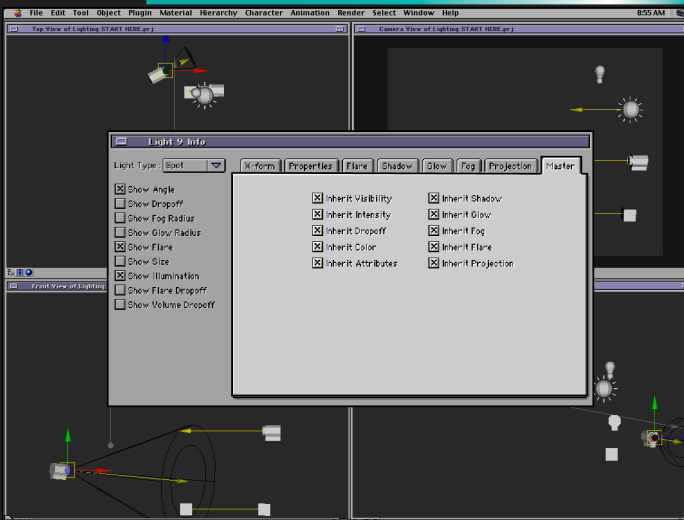 File Edit Tool Object Plugin Material Hierarchy Character Animation Render Select Window Help 8:55 AM
Top View of Lighting START HERE.prj
Camera View of Lighting START HERE.prj
Light 9 Info
Light Type: Spot
X-form Properties Flare Shadow Glow Fog Projection Master
Show Angle
Show Dropoff
Show Fog Radius
Show Glow Radius
Show Flare
Show Size
Show Illumination
Show Flare Dropoff
Show Volume Dropoff
Inherit Visibility
Inherit Shadow
Inherit Intensity
Inherit Glow
Inherit Dropoff
Inherit Fog
Inherit Color
Inherit Flare
Inherit Attributes
Inherit Projection
Front View of Lighting